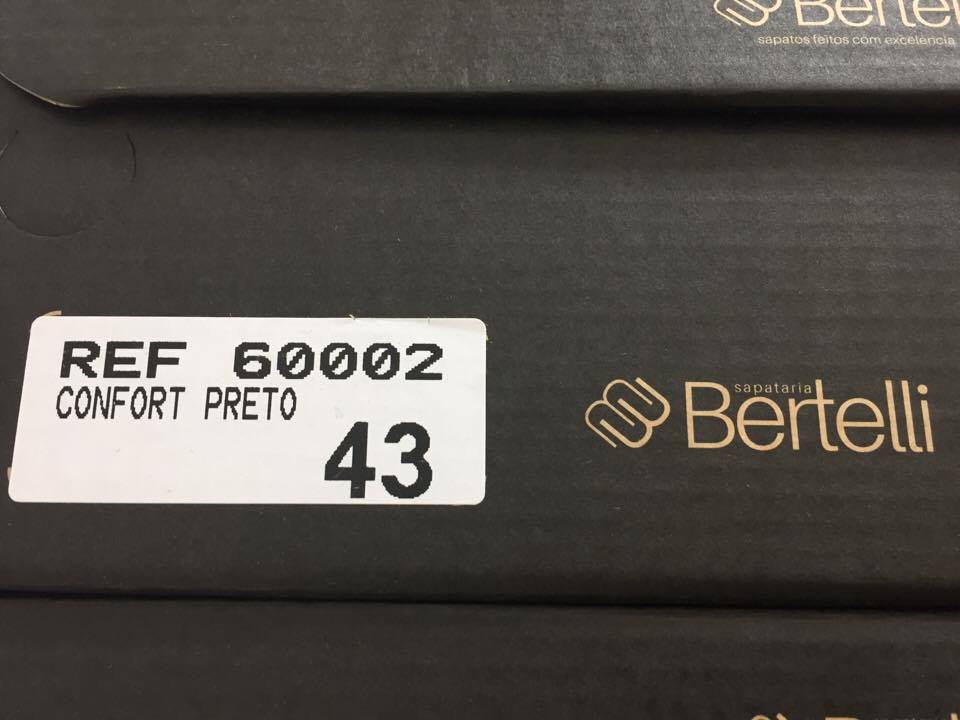 Bertelli
sapatos feitos com excelência
REF 60002
CONFORT PRETO
43
sapataria
Bertelli